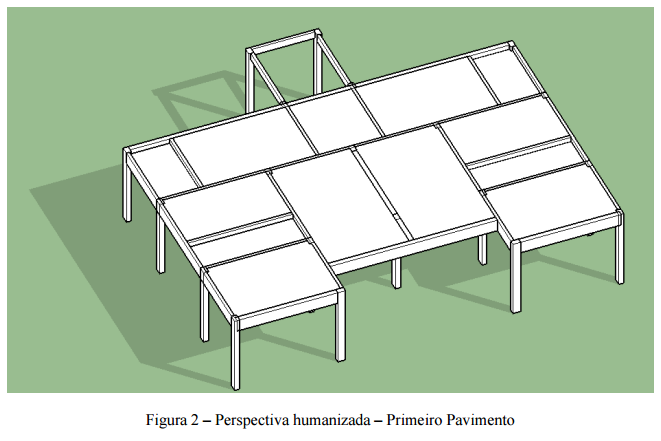 Figura 2 – Perspectiva humanizada – Primeiro Pavimento